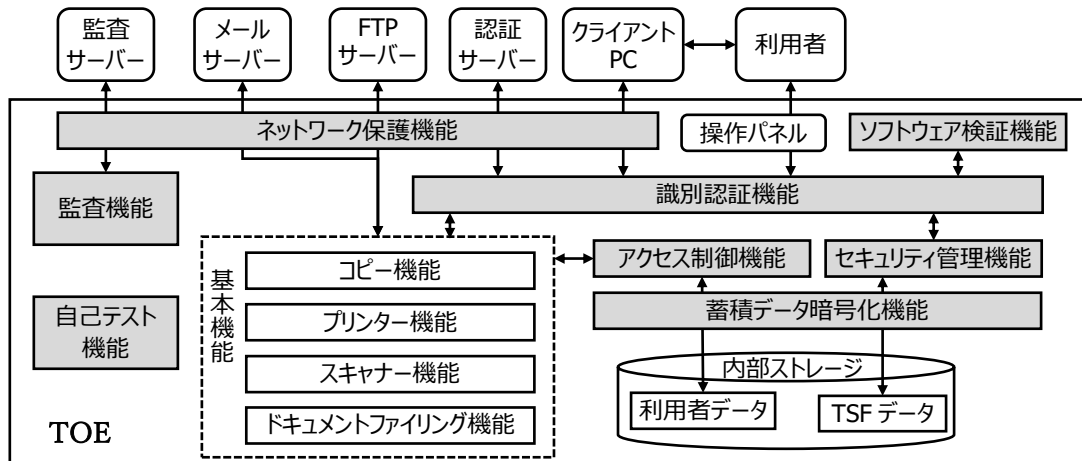 監査
サーバー
メール
サーバー
FTP
サーバー
認証
サーバー
クライアント
PC
利用者
ネットワーク保護機能
操作パネル
ソフトウェア検証機能
監査機能
識別認証機能
基本機能
コピー機能
プリンター機能
スキャナー機能
ドキュメントファイリング機能
アクセス制御機能
セキュリティ管理機能
自己テスト
機能
蓄積データ暗号化機能
内部ストレージ
利用者データ
TSF データ
TOE